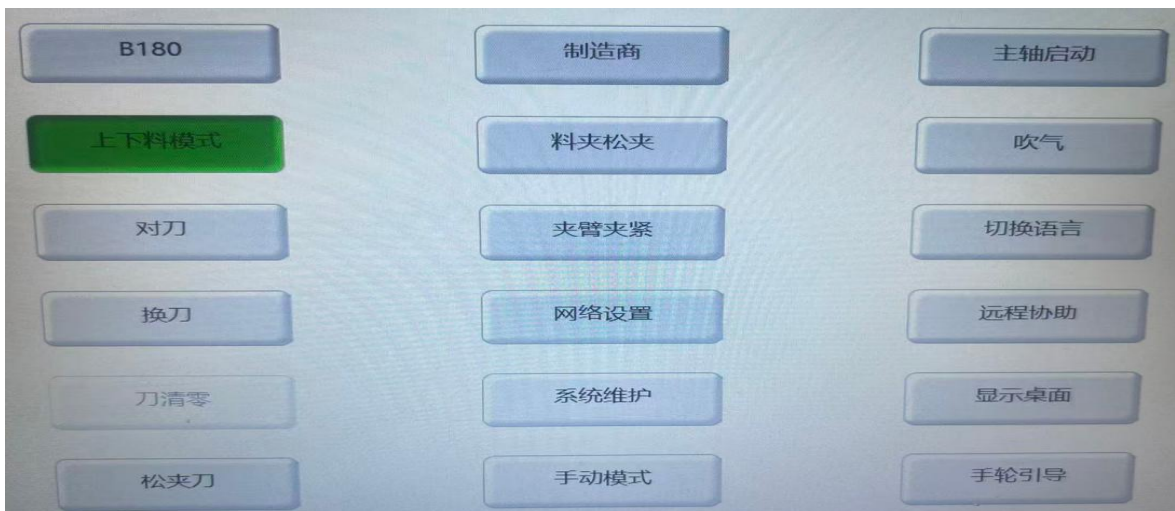 B180
制造商
主轴启动
上下料模式
料夹松夹
吹气
对刀
夹臂夹紧
切换语言
换刀
网络设置
远程协助
刀清零
系统维护
显示桌面
松夹刀
手动模式
手轮引导